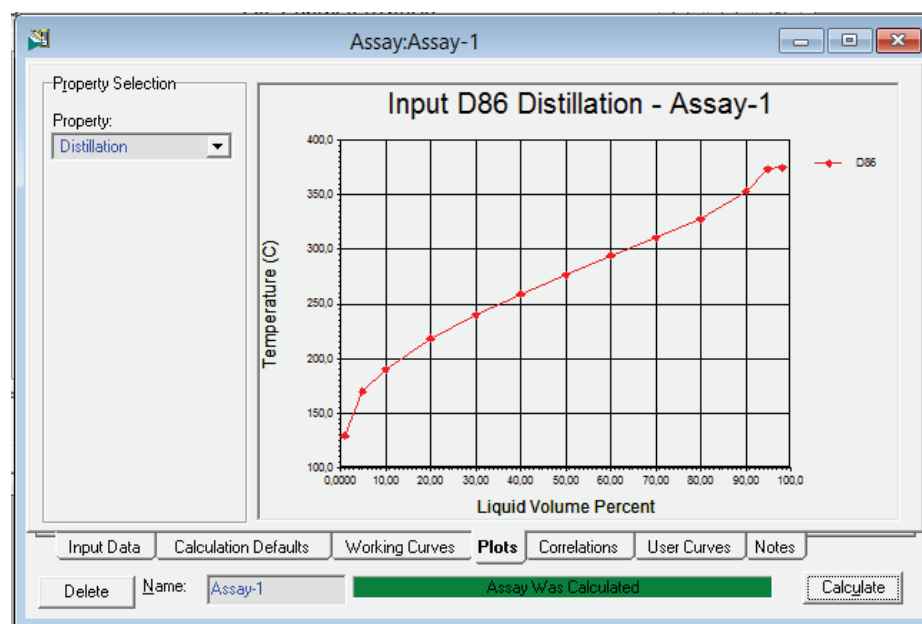 Assay:Assay-1
Property Selection
Property:
Distillation
Input D86 Distillation - Assay-1
400,0
350,0
300,0
250,0
200,0
150,0
100,0
Temperature (C)
D86
0,0000 10,00 20,00 30,00 40,00 50,00 60,00 70,00 80,00 90,00 100,0
Liquid Volume Percent
Input Data Calculation Defaults Working Curves Plots Correlations User Curves Notes
Delete Name: Assay-1 Assay Was Calculated Calculate